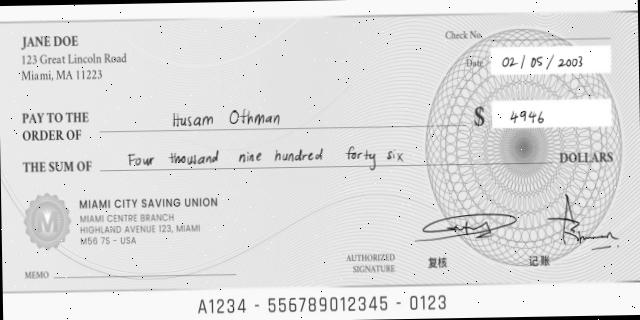 JANE DOE
123 Great Lincoln Road
Miami, MA 11223
Check No.
Date 02/05/2003
PAY TO THE
ORDER OF Husam Othman $ 4946
THE SUM OF Four thousand nine hundred forty six DOLLARS
MIAMI CITY SAVING UNION
MIAMI CENTRE BRANCH
HIGHLAND AVENUE 123, MIAMI
M56 7S - USA
MEMO
AUTHORIZED
SIGNATURE
复核 记账
A1234 - 556789012345 - 0123